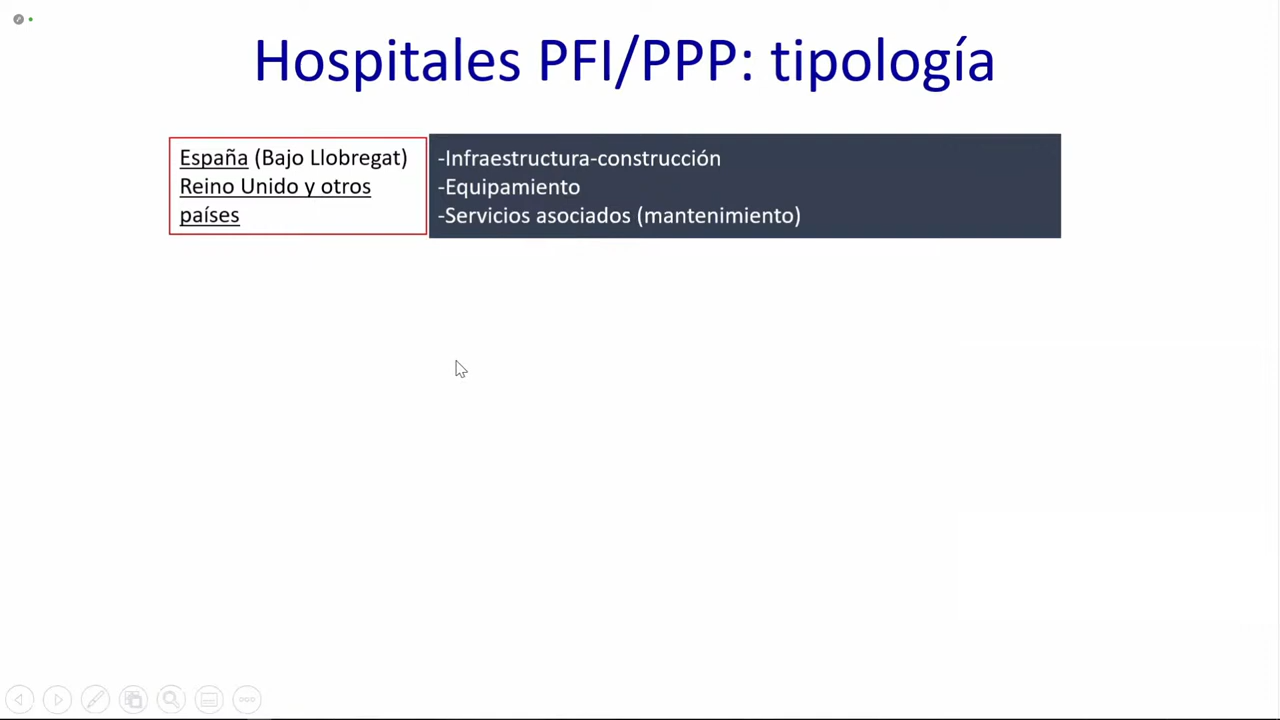 Hospitales PFI/PPP: tipología
España (Bajo Llobregat)
Reino Unido y otros
países
-Infraestructura-construcción
-Equipamiento
-Servicios asociados (mantenimiento)